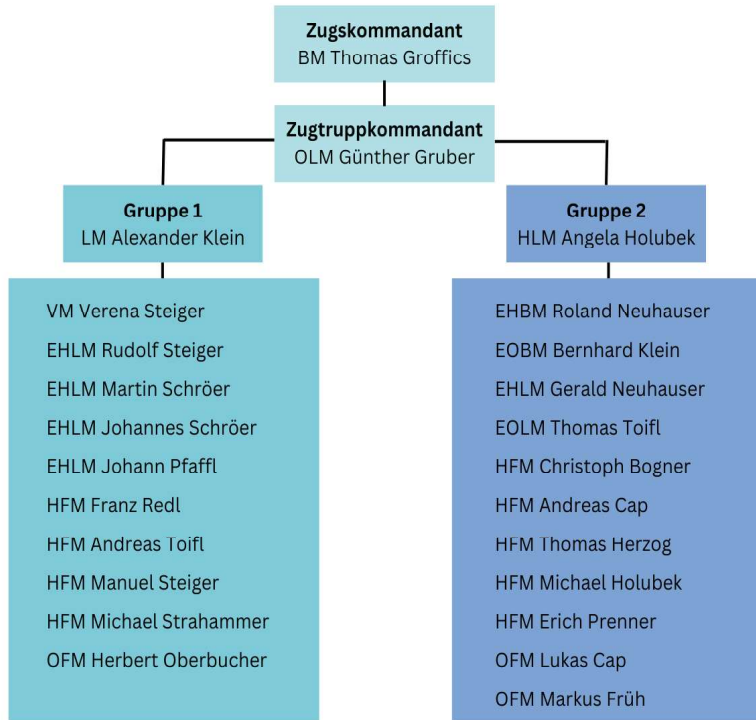 Zugskommandant
BM Thomas Groffics
Zugtruppkommandant
OLM Günther Gruber
Gruppe 1
LM Alexander Klein
VM Verena Steiger
EHLM Rudolf Steiger
EHLM Martin Schröer
EHLM Johannes Schröer
EHLM Johann Pfaffl
HFM Franz Redl
HFM Andreas Toifl
HFM Manuel Steiger
HFM Michael Strahammer
OFM Herbert Oberbucher
Gruppe 2
HLM Angela Holubek
EHBM Roland Neuhauser
EOBM Bernhard Klein
EHLM Gerald Neuhauser
EOLM Thomas Toifl
HFM Christoph Bogner
HFM Andreas Cap
HFM Thomas Herzog
HFM Michael Holubek
HFM Erich Prenner
OFM Lukas Cap
OFM Markus Früh